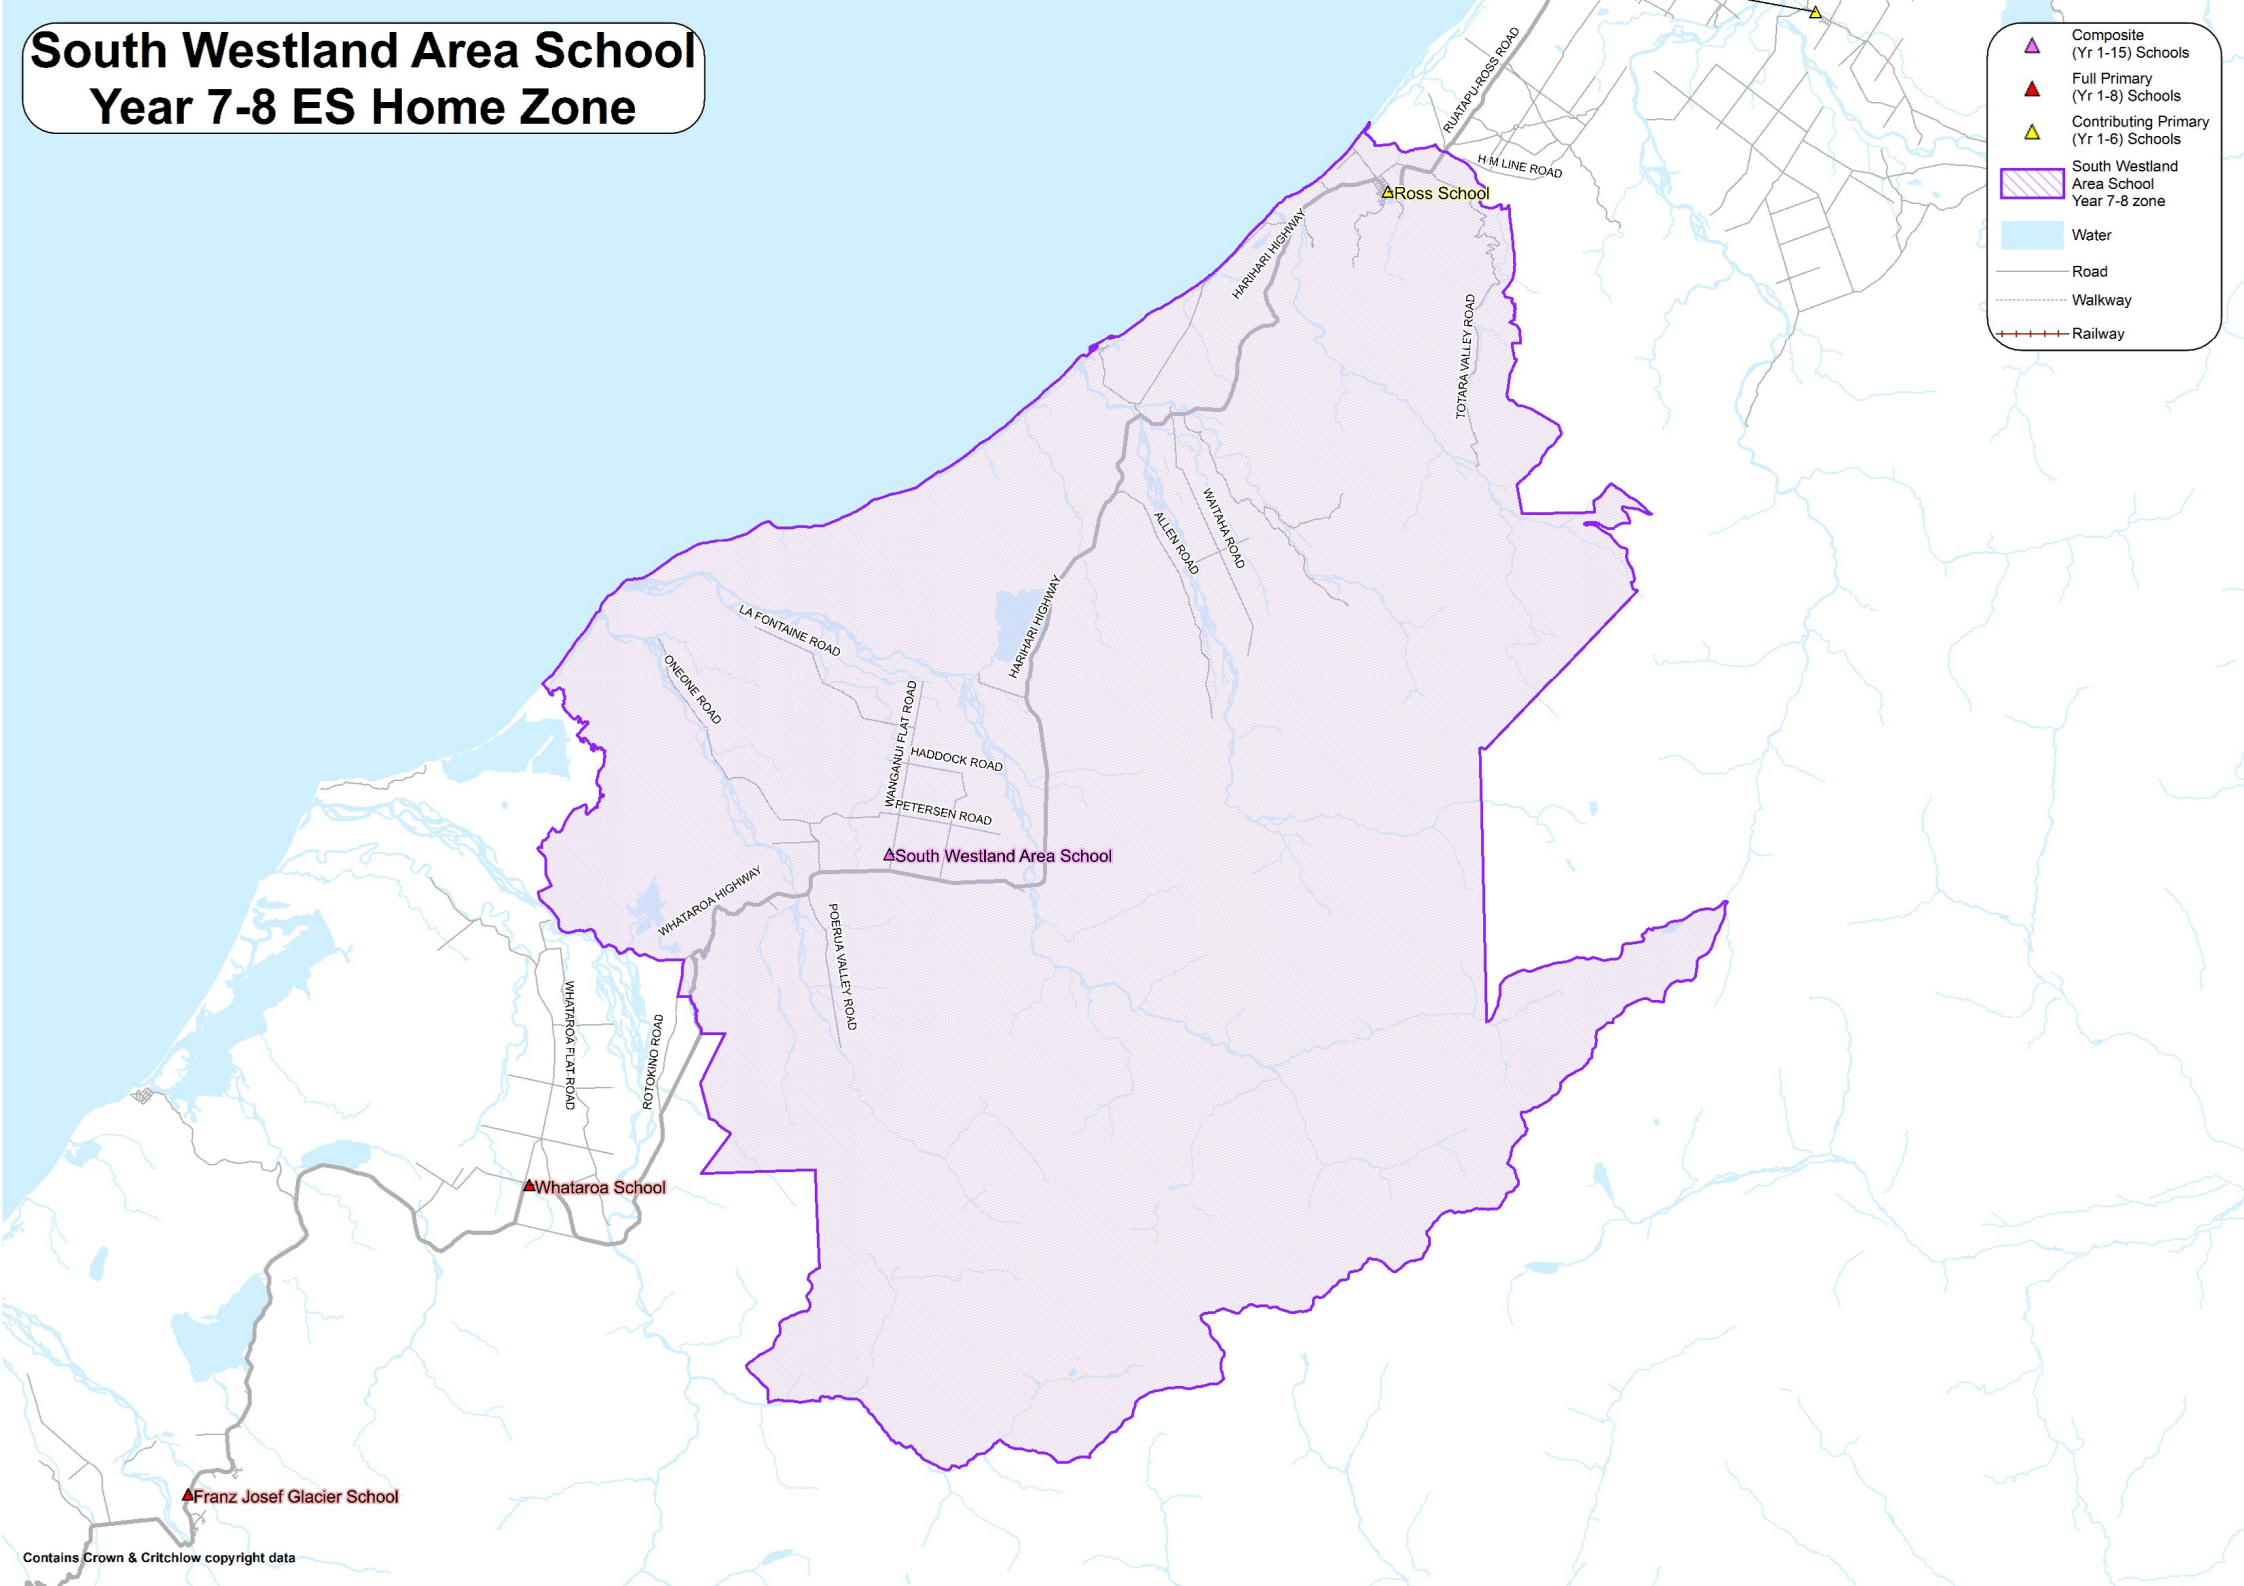 South Westland Area School
Year 7-8 ES Home Zone
Composite
(Yr 1-15) Schools
Full Primary
(Yr 1-8) Schools
Contributing Primary
(Yr 1-6) Schools
South Westland
Area School
Year 7-8 zone
Water
Road
Walkway
Railway
RUATAPU-ROSS ROAD
H M LINE ROAD
Ross School
HARIHARI HIGHWAY
TOTARA VALLEY ROAD
WAITAHA ROAD
ALLEN ROAD
HARIHARI HIGHWAY
LA FONTAINE ROAD
ONEONE ROAD
WANGANUI FLAT ROAD
HADDOCK ROAD
PETERSEN ROAD
South Westland Area School
WHATAROA HIGHWAY
POERUA VALLEY ROAD
WHATAROA FLAT ROAD
ROTOKINO ROAD
Whataroa School
Franz Josef Glacier School
Contains Crown & Critchlow copyright data